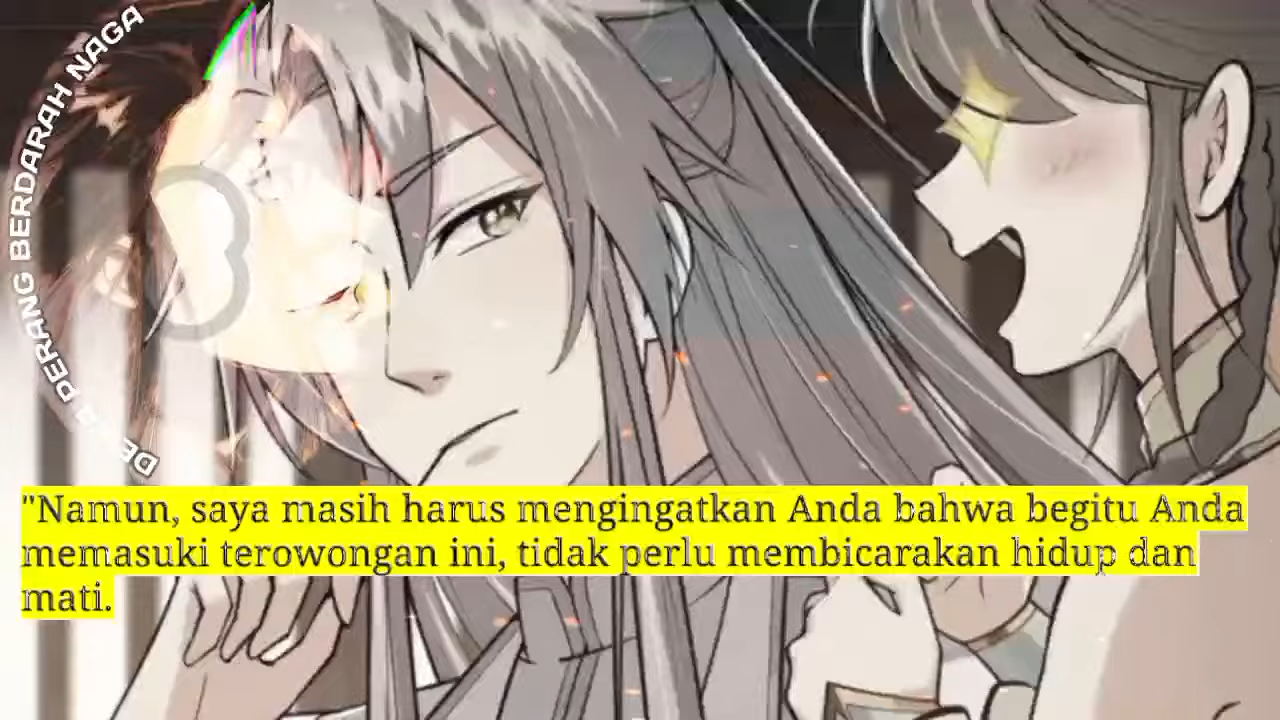 DEWA PERANG BERDARAH NAGA
"Namun, saya masih harus mengingatkan Anda bahwa begitu Anda
memasuki terowongan ini, tidak perlu membicarakan hidup dan
mati.